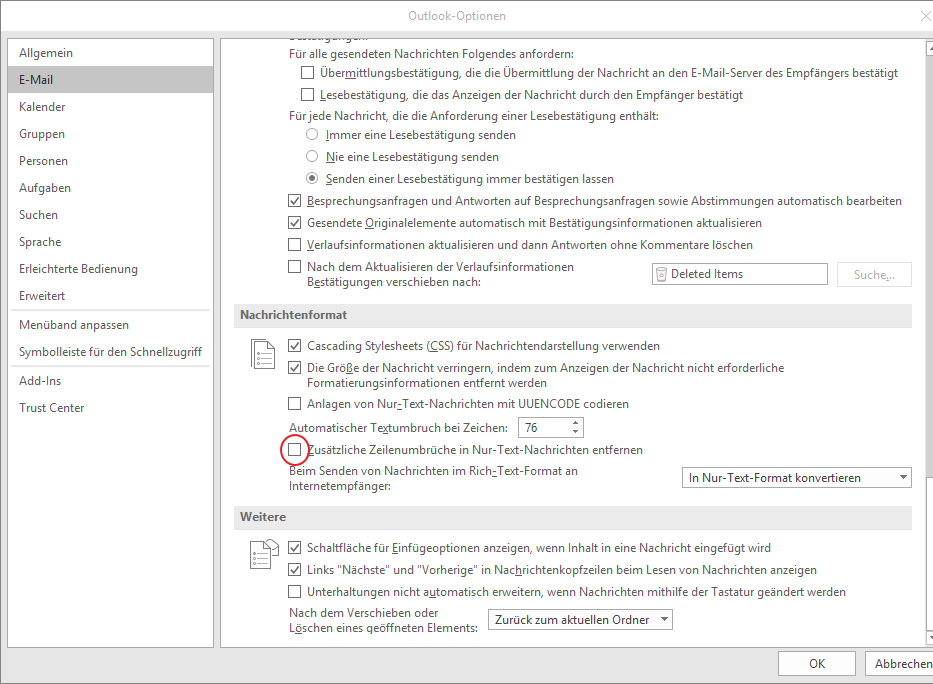 Outlook-Optionen
Allgemein
E-Mail
Kalender
Gruppen
Personen
Aufgaben
Suchen
Sprache
Erleichterte Bedienung
Erweitert
Menüband anpassen
Symbolleiste für den Schnellzugriff
Add-Ins
Trust Center
Für alle gesendeten Nachrichten Folgendes anfordern:
Übermittlungsbestätigung, die die Übermittlung der Nachricht an den E-Mail-Server des Empfängers bestätigt
Lesebestätigung, die das Anzeigen der Nachricht durch den Empfänger bestätigt
Für jede Nachricht, die die Anforderung einer Lesebestätigung enthält:
Immer eine Lesebestätigung senden
Nie eine Lesebestätigung senden
Senden einer Lesebestätigung immer bestätigen lassen
Besprechungsanfragen und Antworten auf Besprechungsanfragen sowie Abstimmungen automatisch bearbeiten
Gesendete Originalelemente automatisch mit Bestätigungsinformationen aktualisieren
Verlaufsinformationen aktualisieren und dann Antworten ohne Kommentare löschen
Nach dem Aktualisieren der Verlaufsinformationen
Bestätigungen verschieben nach:
Deleted Items
Suche...
Nachrichtenformat
Cascading Stylesheets (CSS) für Nachrichtendarstellung verwenden
Die Größe der Nachricht verringern, indem zum Anzeigen der Nachricht nicht erforderliche
Formatierungsinformationen entfernt werden
Anlagen von Nur-Text-Nachrichten mit UUENCODE codieren
Automatischer Textumbruch bei Zeichen: 76
Zusätzliche Zeilenumbrüche in Nur-Text-Nachrichten entfernen
Beim Senden von Nachrichten im Rich-Text-Format an
Internetempfänger:
In Nur-Text-Format konvertieren
Weitere
Schaltfläche für Einfügeoptionen anzeigen, wenn Inhalt in eine Nachricht eingefügt wird
Links "Nächste" und "Vorherige" in Nachrichtenkopfzeilen beim Lesen von Nachrichten anzeigen
Unterhaltungen nicht automatisch erweitern, wenn Nachrichten mithilfe der Tastatur geändert werden
Nach dem Verschieben oder
Löschen eines geöffneten Elements:
Zurück zum aktuellen Ordner
OK
Abbrechen